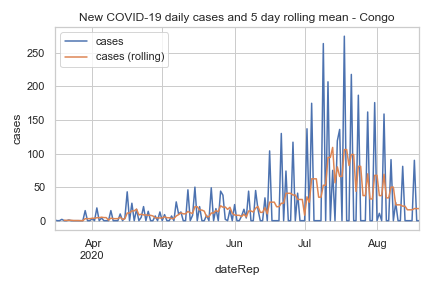 New COVID-19 daily cases and 5 day rolling mean - Congo
cases
cases (rolling)
250
200
150
100
50
0
cases
Apr
2020
May
Jun
Jul
Aug
dateRep